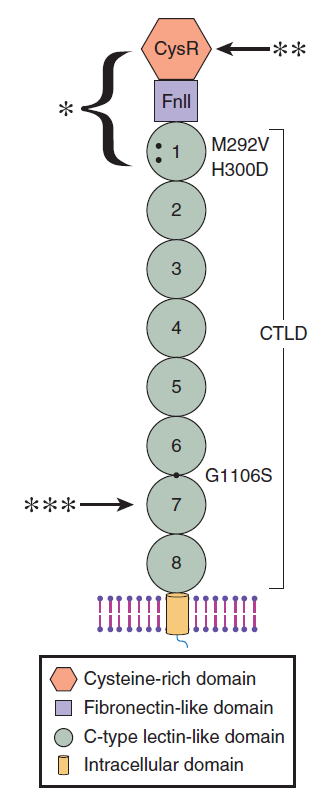 CysR
**
FnII
*
1
M292V
H300D
2
3
4
CTLD
5
6
G1106S
***
7
8
Cysteine-rich domain
Fibronectin-like domain
C-type lectin-like domain
Intracellular domain